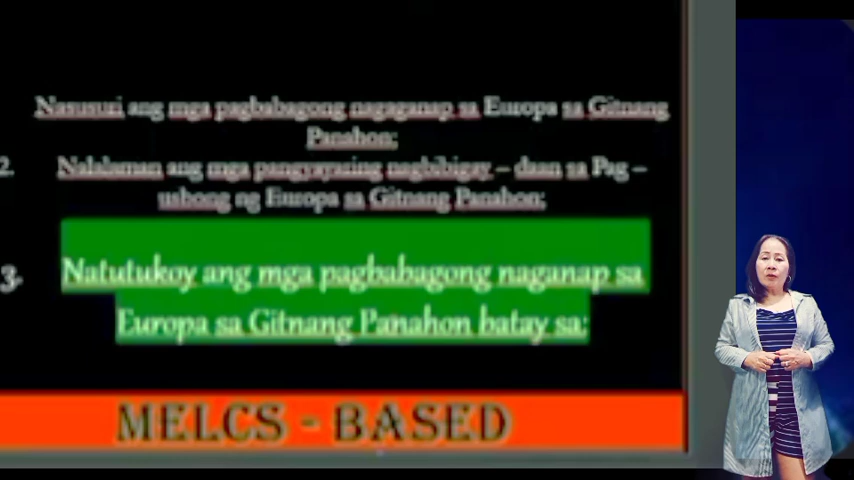 Nasusuri ang mga pagbabagong nagaganap sa Europa sa Gitnang
Panahon;
2. Nalalaman ang mga pangyayaring nagbibigay – daan sa Pag –
usbong ng Europa sa Gitnang Panahon;
3. Natutukoy ang mga pagbabagong naganap sa
Europa sa Gitnang Panahon batay sa:
MELCS - BASED